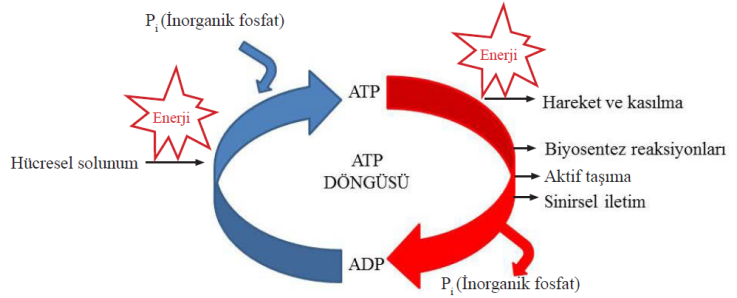 Pi (İnorganik fosfat)
Enerji
ATP
Hareket ve kasılma
Enerji
Hücresel solunum
ATP
DÖNGÜSÜ
Biyosentez reaksiyonları
Aktif taşıma
Sinirsel iletim
ADP
Pi (İnorganik fosfat)